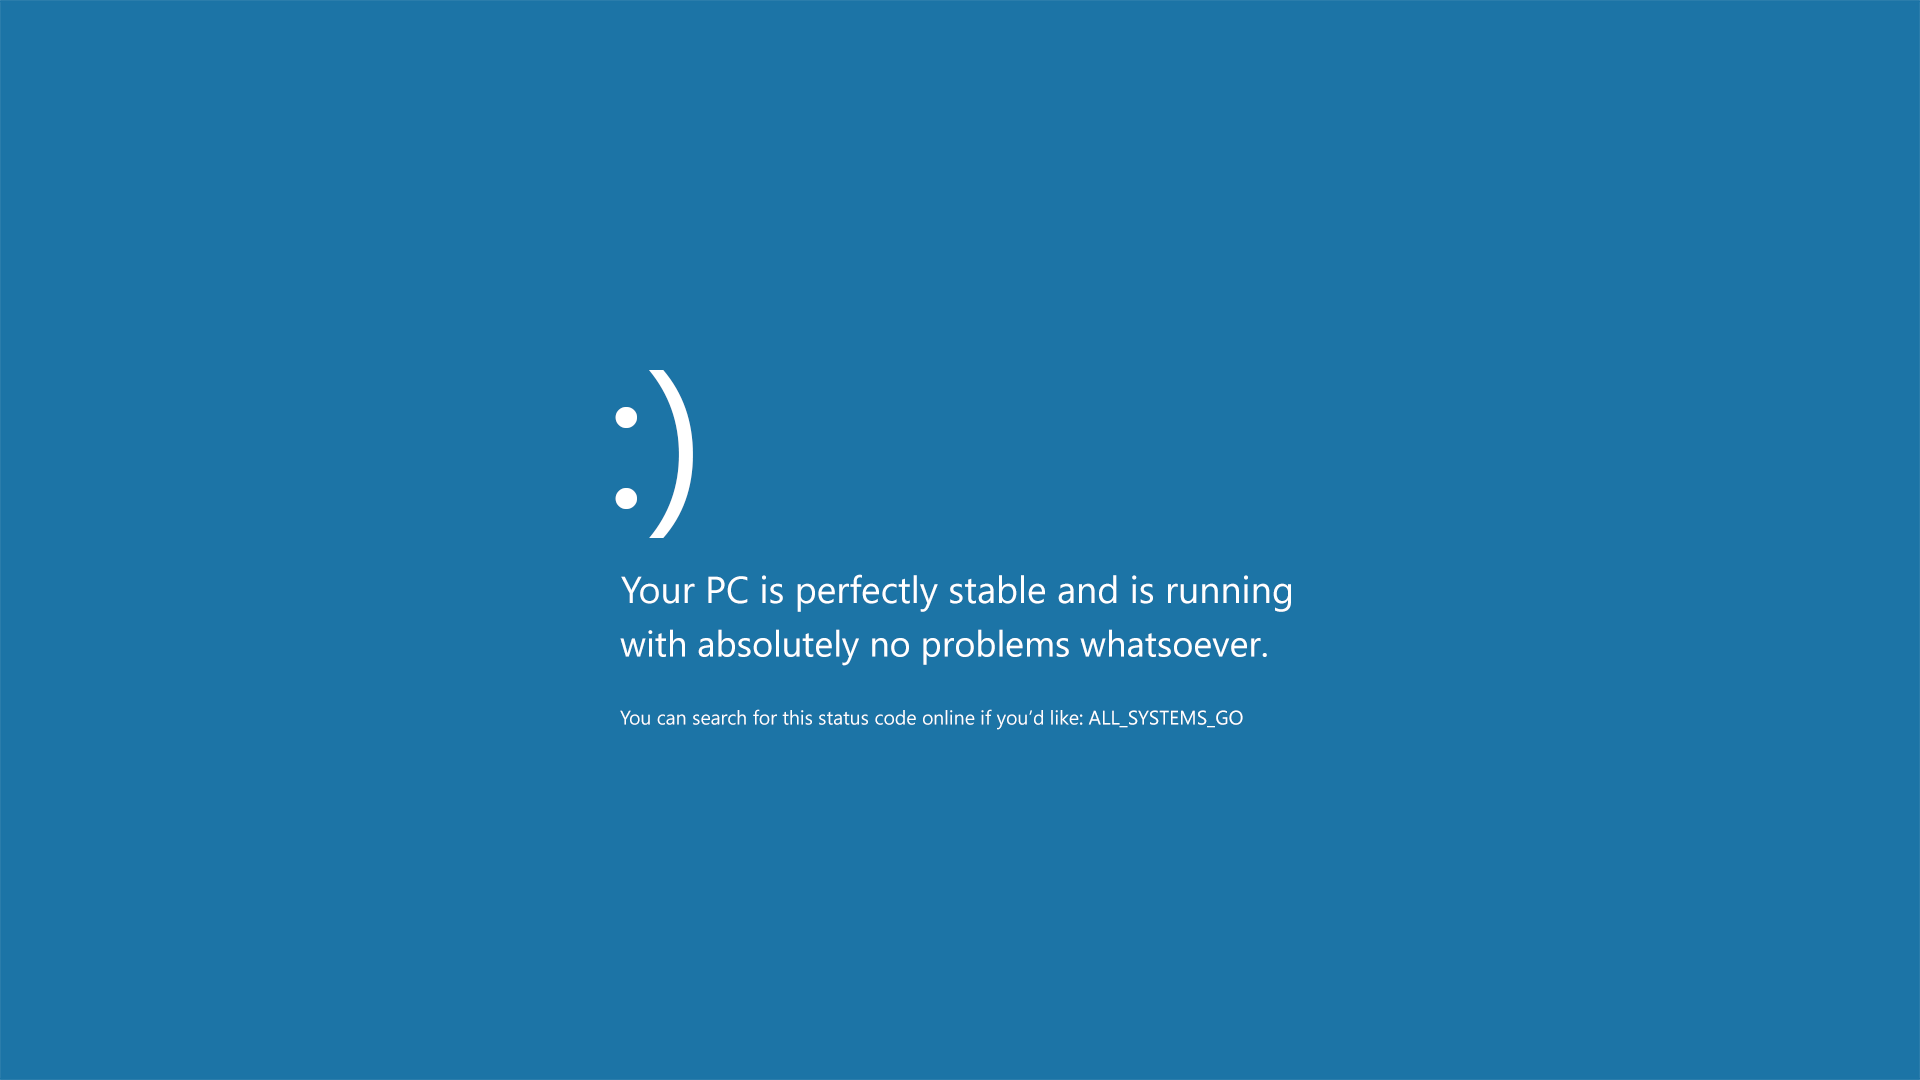 :)
Your PC is perfectly stable and is running
with absolutely no problems whatsoever.
You can search for this status code online if you’d like: ALL_SYSTEMS_GO